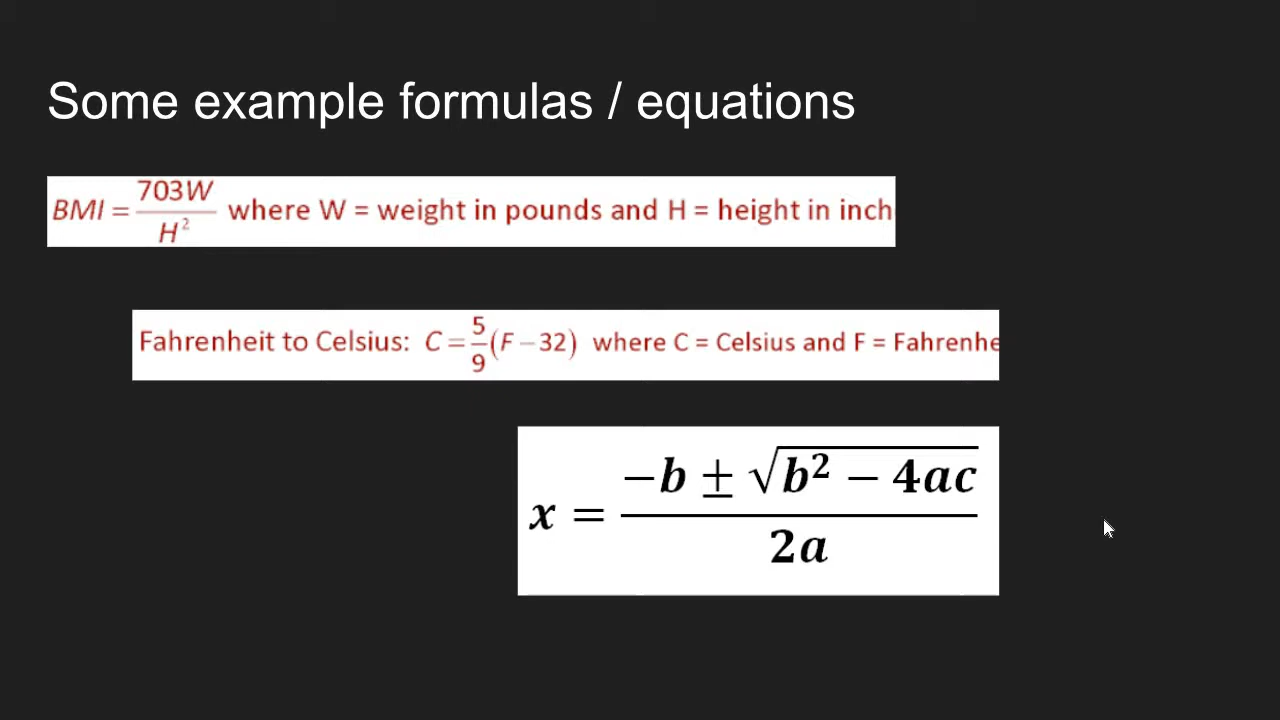 Some example formulas / equations
BMI = 703W / H² where W = weight in pounds and H = height in inch
Fahrenheit to Celsius: C = 5/9 (F − 32) where C = Celsius and F = Fahrenhe
x = −b ± √(b² − 4ac) / 2a